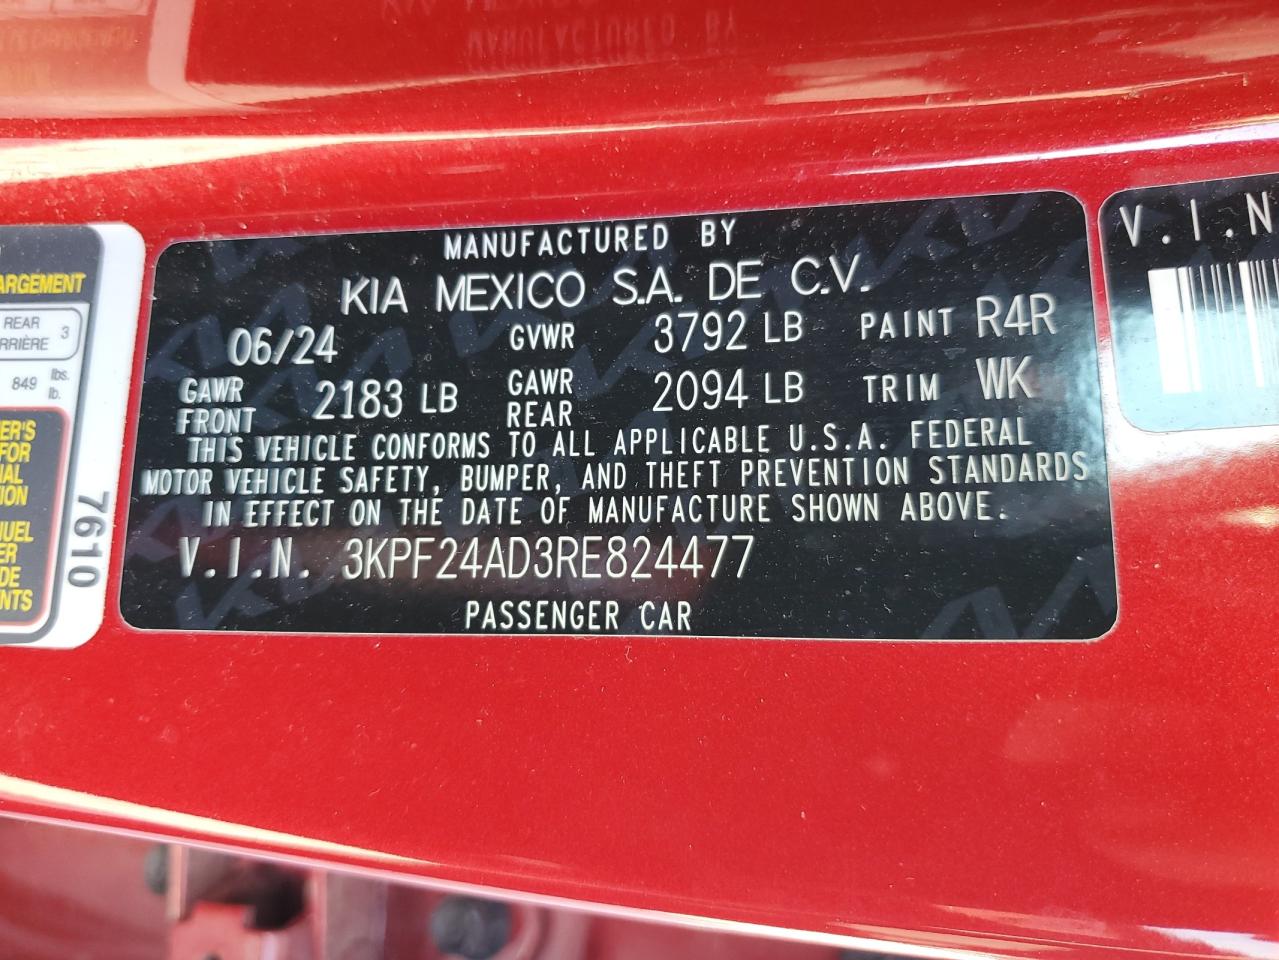 MANUFACTURED BY
KIA MEXICO S.A. DE C.V.
06/24 GVWR 3792 LB PAINT R4R
GAWR FRONT 2183 LB GAWR REAR 2094 LB TRIM WK
THIS VEHICLE CONFORMS TO ALL APPLICABLE U.S.A. FEDERAL
MOTOR VEHICLE SAFETY, BUMPER, AND THEFT PREVENTION STANDARDS
IN EFFECT ON THE DATE OF MANUFACTURE SHOWN ABOVE.
V.I.N. 3KPF24AD3RE824477
PASSENGER CAR
ARGEMENT
REAR 3
RRIÈRE
849 lbs.
lb.
ER'S
FOR
7610
V.I.N